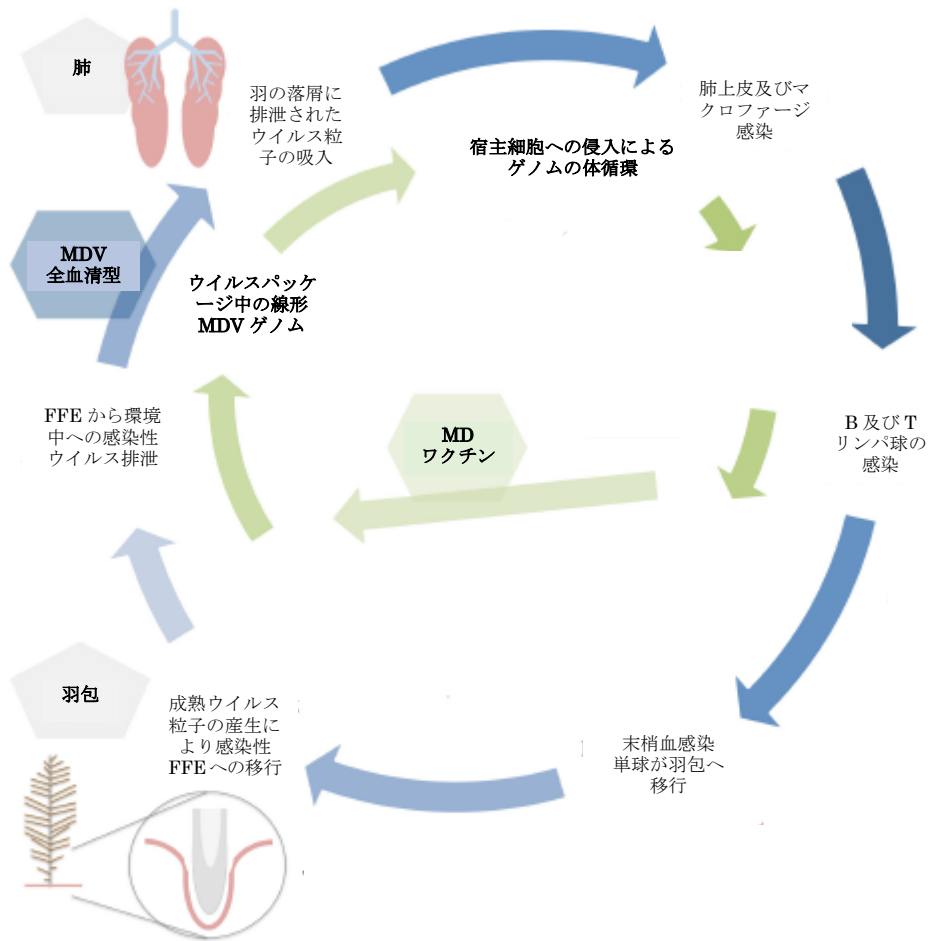 肺
羽の落屑に
排泄された
ウイルス粒
子の吸入
肺上皮及びマ
クロファージ
感染
宿主細胞への侵入による
ゲノムの体循環
MDV
全血清型
ウイルスパッケ
ージ中の線形
MDV ゲノム
FFE から環境
中への感染性
ウイルス排泄
MD
ワクチン
B 及び T
リンパ球の
感染
羽包
成熟ウイルス
粒子の産生に
より感染性
FFE への移行
末梢血感染
単球が羽包へ
移行